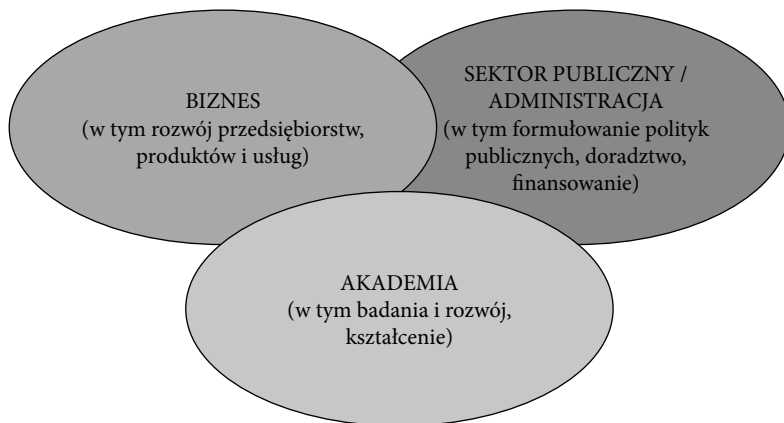 BIZNES
(w tym rozwój przedsiębiorstw,
produktów i usług)
SEKTOR PUBLICZNY /
ADMINISTRACJA
(w tym formułowanie polityk
publicznych, doradztwo,
finansowanie)
AKADEMIA
(w tym badania i rozwój,
kształcenie)